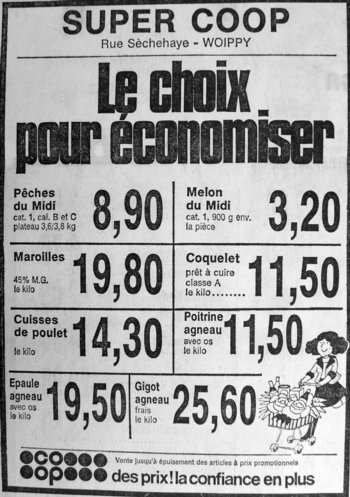 SUPER COOP
Rue Sèchehaye - WOIPPY
Le choix
pour économiser
Pêches
du Midi
cat. 1, cal. B et C
plateau 3,6/3,8 kg
8,90
Melon
du Midi
cat. 1, 900 g env.
la pièce
3,20
Maroilles
45% M.G.
le kilo
19,80
Coquelet
prêt à cuire
classe A
le kilo........
11,50
Cuisses
de poulet
le kilo
14,30
Poitrine
agneau
avec os
le kilo
11,50
Epaule
agneau
avec os
le kilo
19,50
Gigot
agneau
frais
le kilo
25,60
CO
OP
Vente jusqu'à épuisement des articles à prix promotionnels
des prix! la confiance en plus